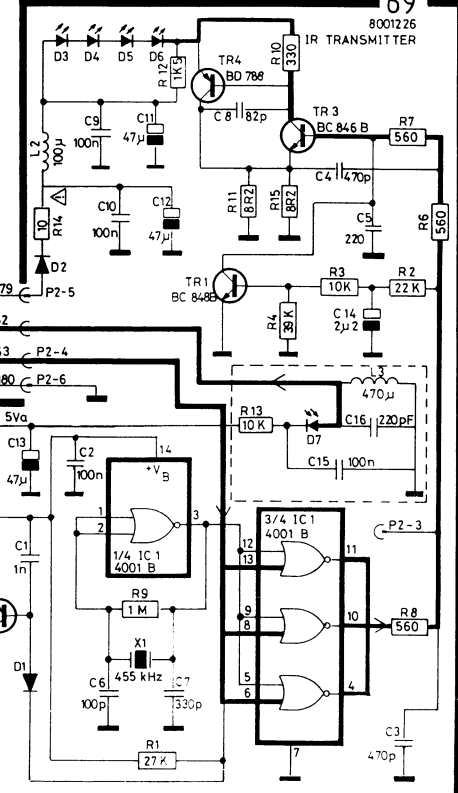 69
8001226
IR TRANSMITTER
D3 D4 D5 D6
R12 1K5
TR4
BD 788
R10 330
C9
100n
C11
47µ
C8 82p
TR3
BC 846 B
R7
560
L2 100µ
C4 470p
R11 8R2
R15 8R2
R6 560
R14 10
C10
100n
C12
47µ
C5
220
D2
TR1
BC 848B
R3
10K
R2
22K
79 P2-5
R4 39K
C14
2µ2
P2-4
80 P2-6
L3
470µ
5Va
R13
10K
D7
C16 220pF
C13
47µ
C2
100n
14
+VB
C15 100n
1
2
3
1/4 IC1
4001 B
3/4 IC1
4001 B
P2-3
12
13
11
C1
1n
R9
1 M
9
8
10
R8
560
X1
455 kHz
D1
C6
100p
C7
330p
5
6
4
R1
27K
7
C3
470p